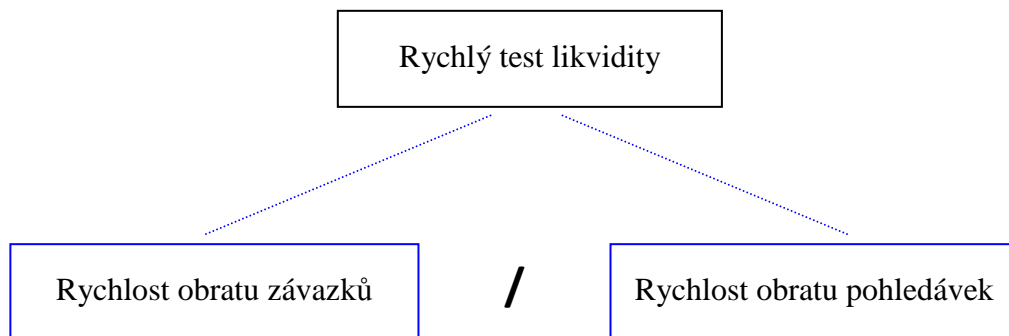 Rychlý test likvidity
Rychlost obratu závazků
/
Rychlost obratu pohledávek